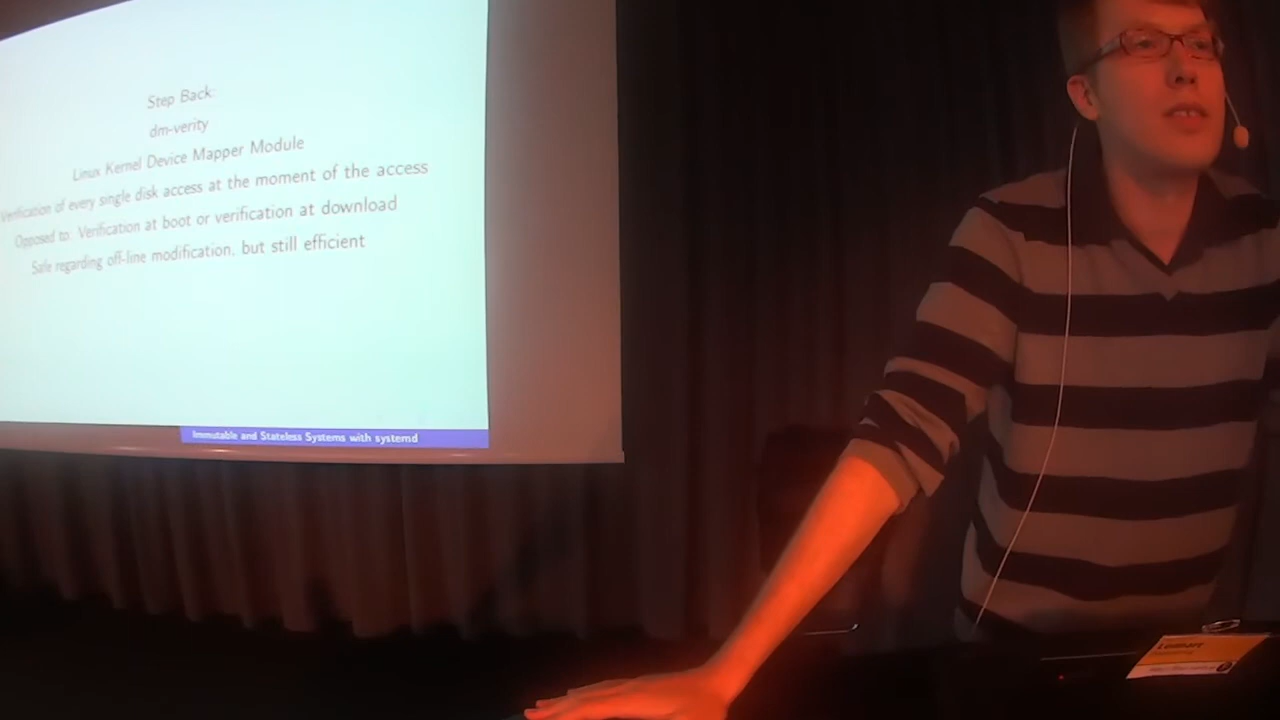 Step Back:
dm-verity
Linux Kernel Device Mapper Module
Verification of every single disk access at the moment of the access
Opposed to: Verification at boot or verification at download
Safe regarding off-line modification, but still efficient
Immutable and Stateless Systems with systemd
Lennart